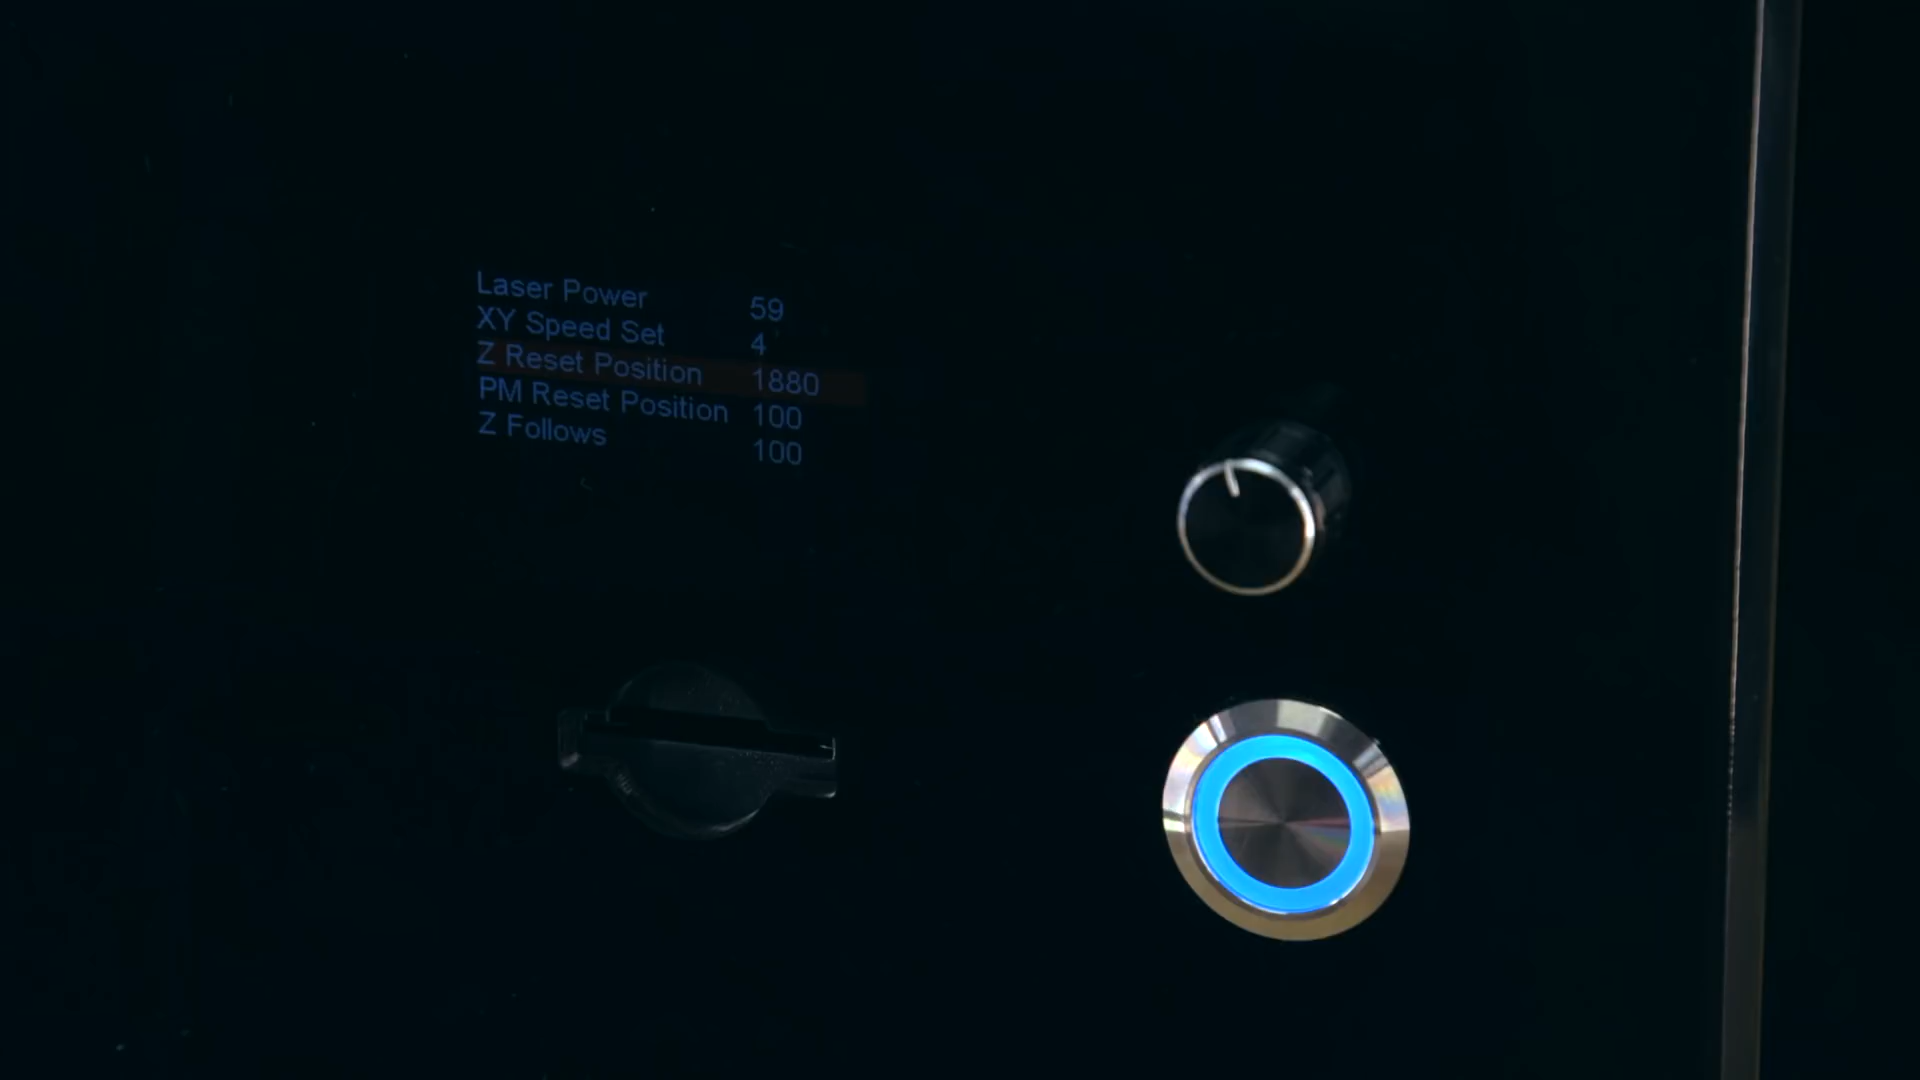 Laser Power 59
XY Speed Set 4
Z Reset Position 1880
PM Reset Position 100
Z Follows 100